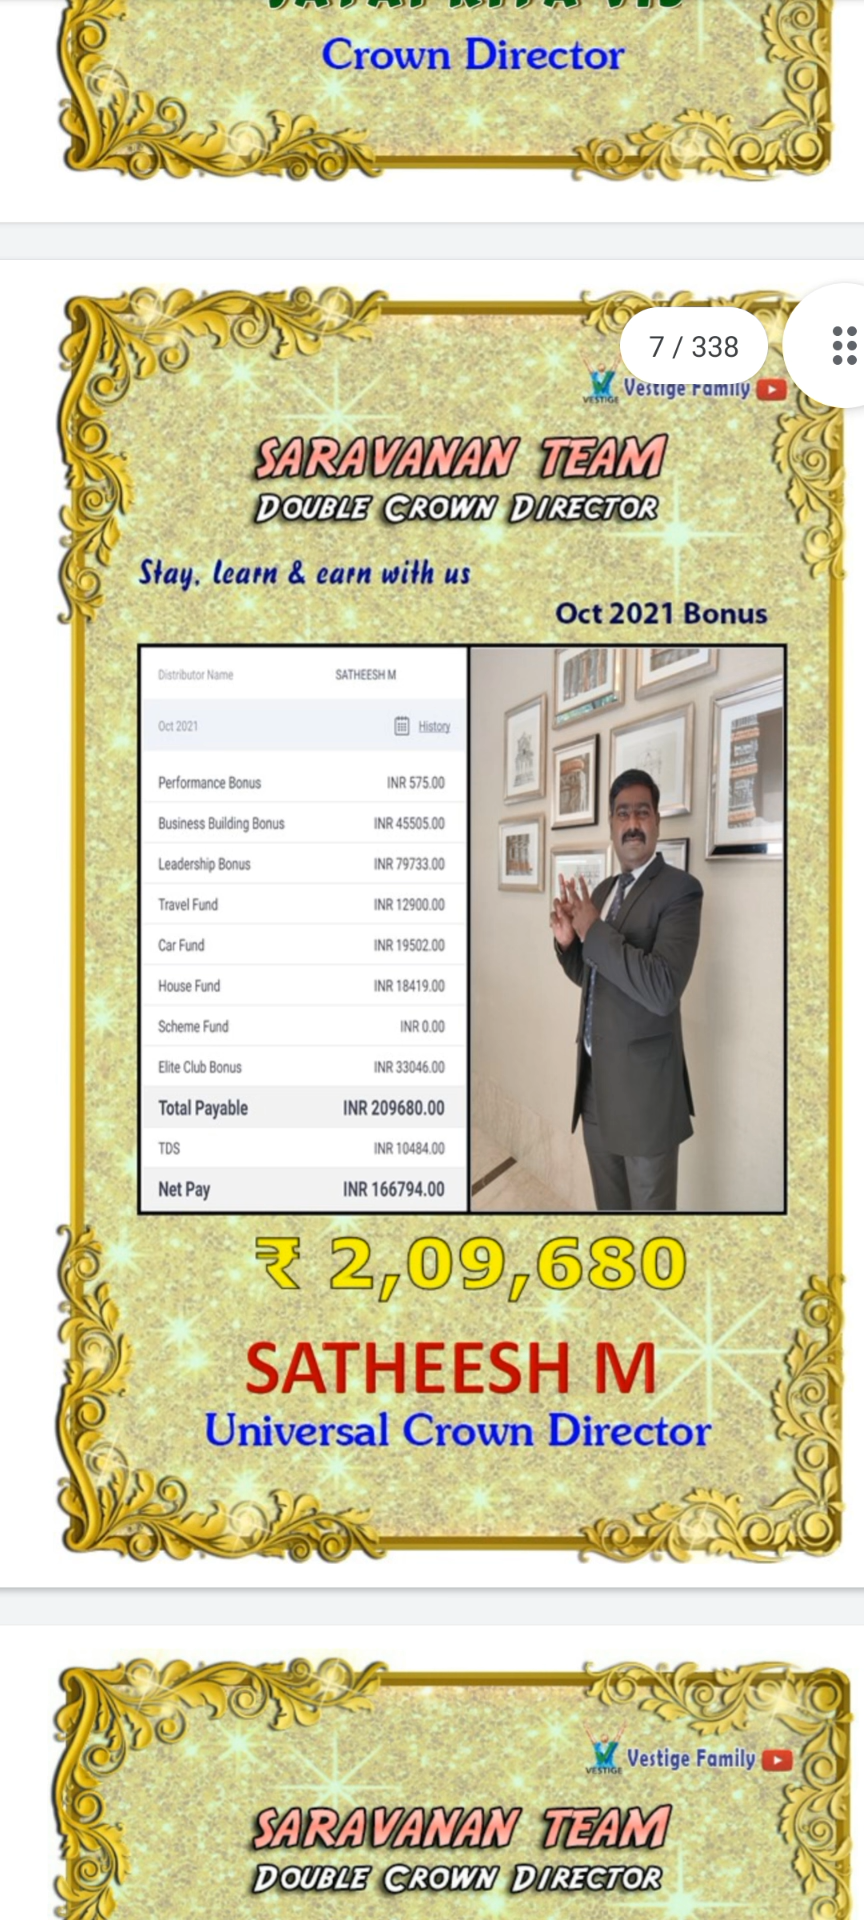 Crown Director
7 / 338
VESTIGE
Vestige Family
SARAVANAN TEAM
DOUBLE CROWN DIRECTOR
Stay, learn & earn with us
Oct 2021 Bonus
Distributor Name SATHEESH M
Oct 2021 History
Performance Bonus INR 575.00
Business Building Bonus INR 45505.00
Leadership Bonus INR 79733.00
Travel Fund INR 12900.00
Car Fund INR 19502.00
House Fund INR 18419.00
Scheme Fund INR 0.00
Elite Club Bonus INR 33046.00
Total Payable INR 209680.00
TDS INR 10484.00
Net Pay INR 166794.00
₹ 2,09,680
SATHEESH M
Universal Crown Director
VESTIGE
Vestige Family
SARAVANAN TEAM
DOUBLE CROWN DIRECTOR